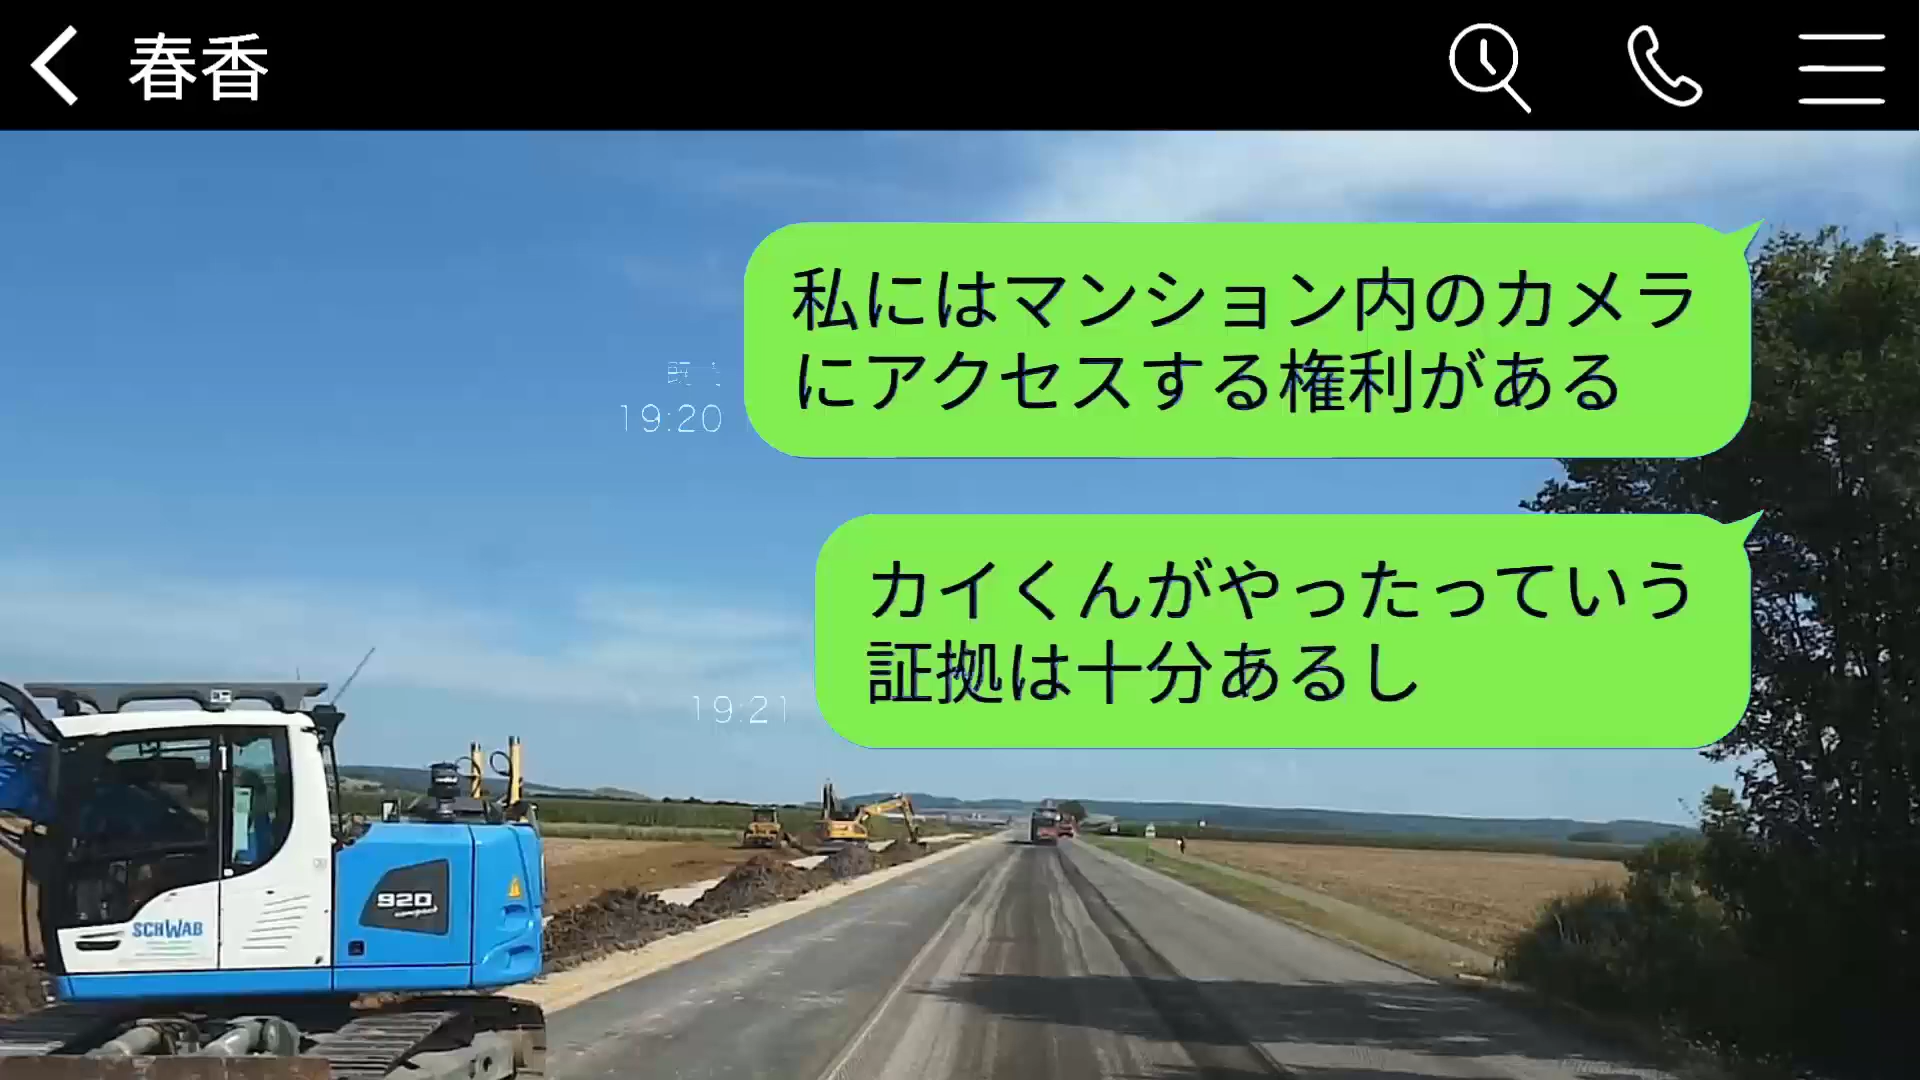 春香
私にはマンション内のカメラ
にアクセスする権利がある
19:20
カイくんがやったっていう
証拠は十分あるし
19:21
SCHWAB
920
compact